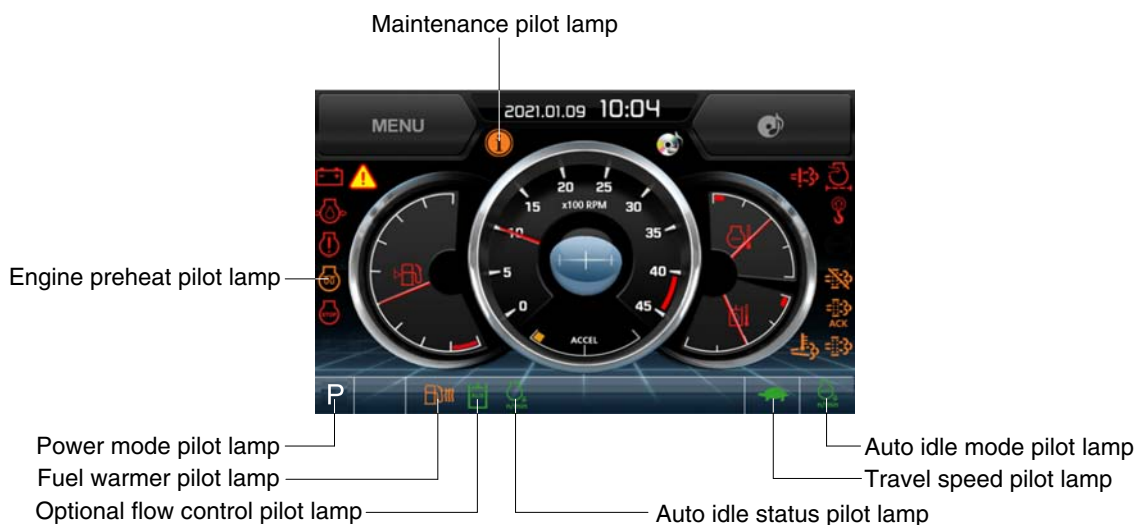 Maintenance pilot lamp
MENU
2021.01.09 10:04
20 25
15 x100 RPM 30
10 35
5 40
0 45
ACCEL
STOP
ACK
Engine preheat pilot lamp
P
Power mode pilot lamp
Fuel warmer pilot lamp
Optional flow control pilot lamp
Auto idle mode pilot lamp
Travel speed pilot lamp
Auto idle status pilot lamp